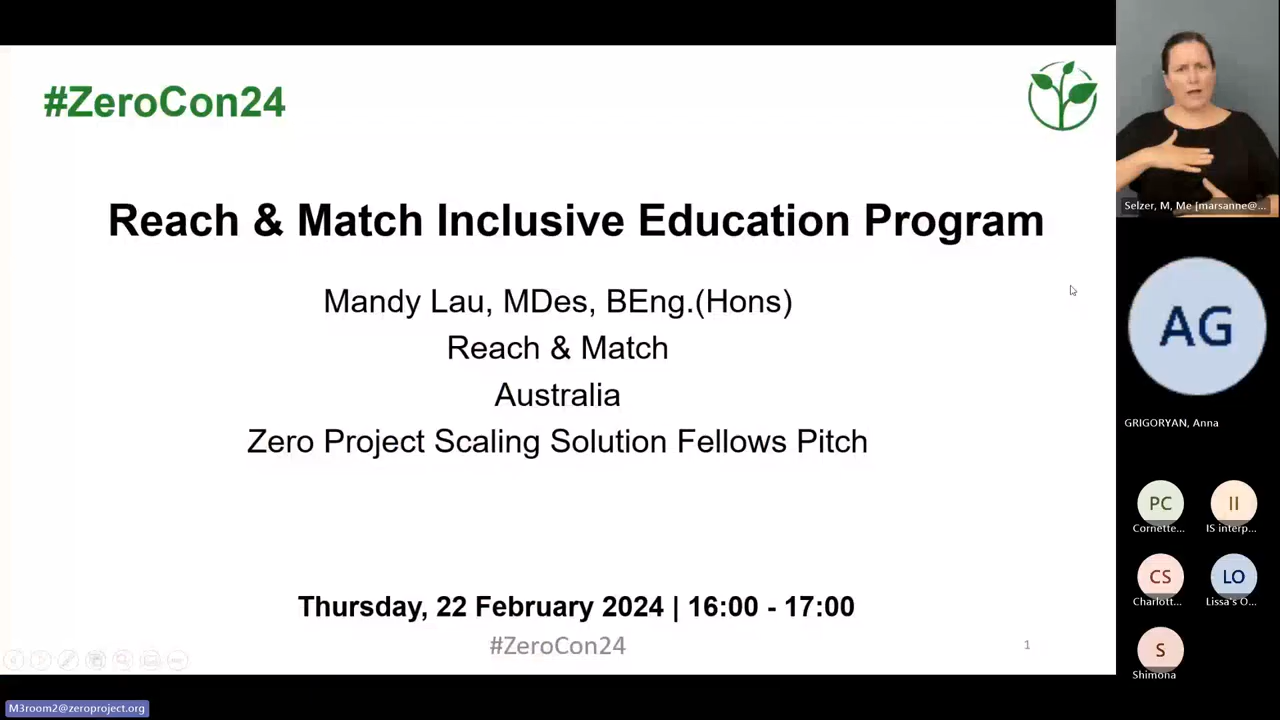 #ZeroCon24
Reach & Match Inclusive Education Program
Mandy Lau, MDes, BEng.(Hons)
Reach & Match
Australia
Zero Project Scaling Solution Fellows Pitch
Thursday, 22 February 2024 | 16:00 - 17:00
#ZeroCon24
1
M3room2@zeroproject.org
Selzer, M, Me [marsanne@...
AG
GRIGORYAN, Anna
PC
Cornette...
II
IS interp...
CS
Charlott...
LO
Lissa's O...
S
Shimona